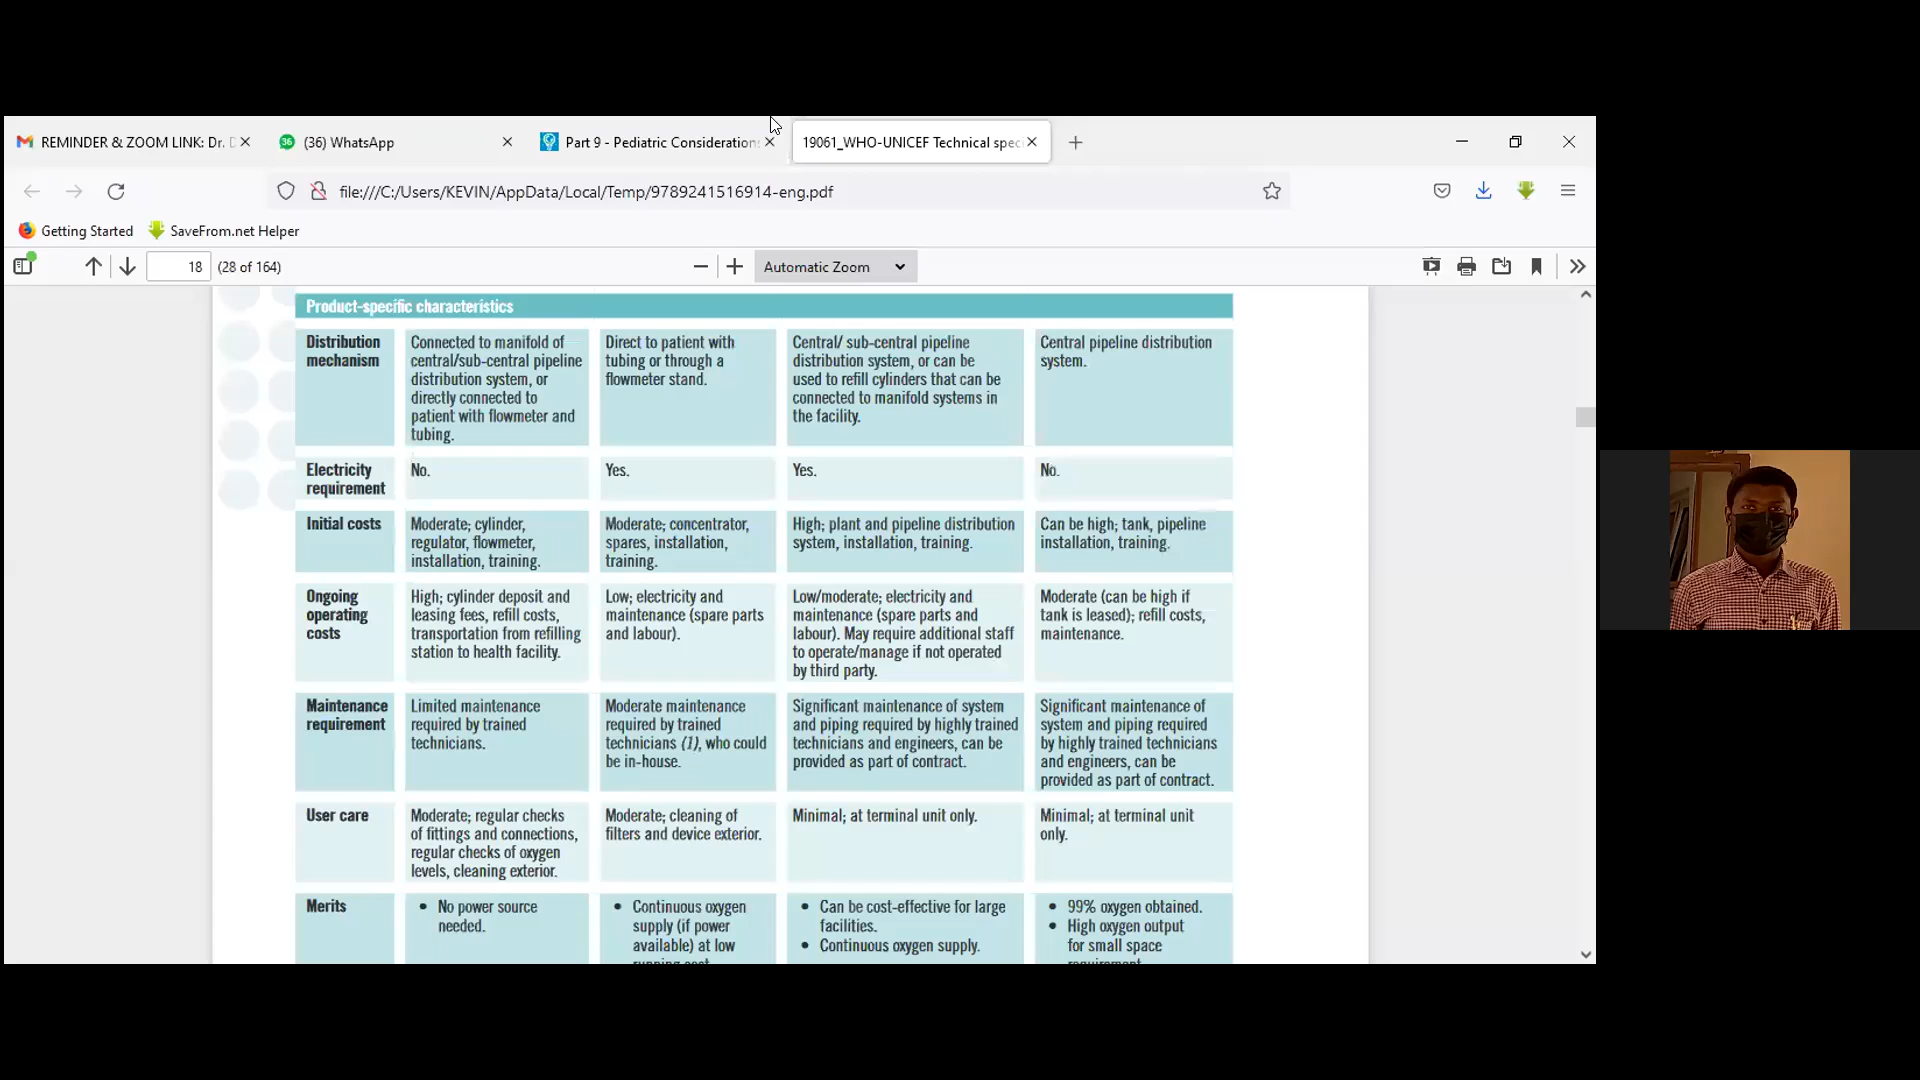 REMINDER & ZOOM LINK: Dr. D
(36) WhatsApp
Part 9 - Pediatric Consideration
19061_WHO-UNICEF Technical spec
file:///C:/Users/KEVIN/AppData/Local/Temp/9789241516914-eng.pdf
Getting Started
SaveFrom.net Helper
18 (28 of 164)
Automatic Zoom
Product-specific characteristics
Distribution
mechanism
Connected to manifold of
central/sub-central pipeline
distribution system, or
directly connected to
patient with flowmeter and
tubing.
Direct to patient with
tubing or through a
flowmeter stand.
Central/ sub-central pipeline
distribution system, or can be
used to refill cylinders that can be
connected to manifold systems in
the facility.
Central pipeline distribution
system.
Electricity
requirement
No.
Yes.
Yes.
No.
Initial costs
Moderate; cylinder,
regulator, flowmeter,
installation, training.
Moderate; concentrator,
spares, installation,
training.
High; plant and pipeline distribution
system, installation, training.
Can be high; tank, pipeline
installation, training.
Ongoing
operating
costs
High; cylinder deposit and
leasing fees, refill costs,
transportation from refilling
station to health facility.
Low; electricity and
maintenance (spare parts
and labour).
Low/moderate; electricity and
maintenance (spare parts and
labour). May require additional staff
to operate/manage if not operated
by third party.
Moderate (can be high if
tank is leased); refill costs,
maintenance.
Maintenance
requirement
Limited maintenance
required by trained
technicians.
Moderate maintenance
required by trained
technicians (1), who could
be in-house.
Significant maintenance of system
and piping required by highly trained
technicians and engineers, can be
provided as part of contract.
Significant maintenance of
system and piping required
by highly trained technicians
and engineers, can be
provided as part of contract.
User care
Moderate; regular checks
of fittings and connections,
regular checks of oxygen
levels, cleaning exterior.
Moderate; cleaning of
filters and device exterior.
Minimal; at terminal unit only.
Minimal; at terminal unit
only.
Merits
• No power source
needed.
• Continuous oxygen
supply (if power
available) at low
running cost
• Can be cost-effective for large
facilities.
• Continuous oxygen supply.
• 99% oxygen obtained.
• High oxygen output
for small space
requirement